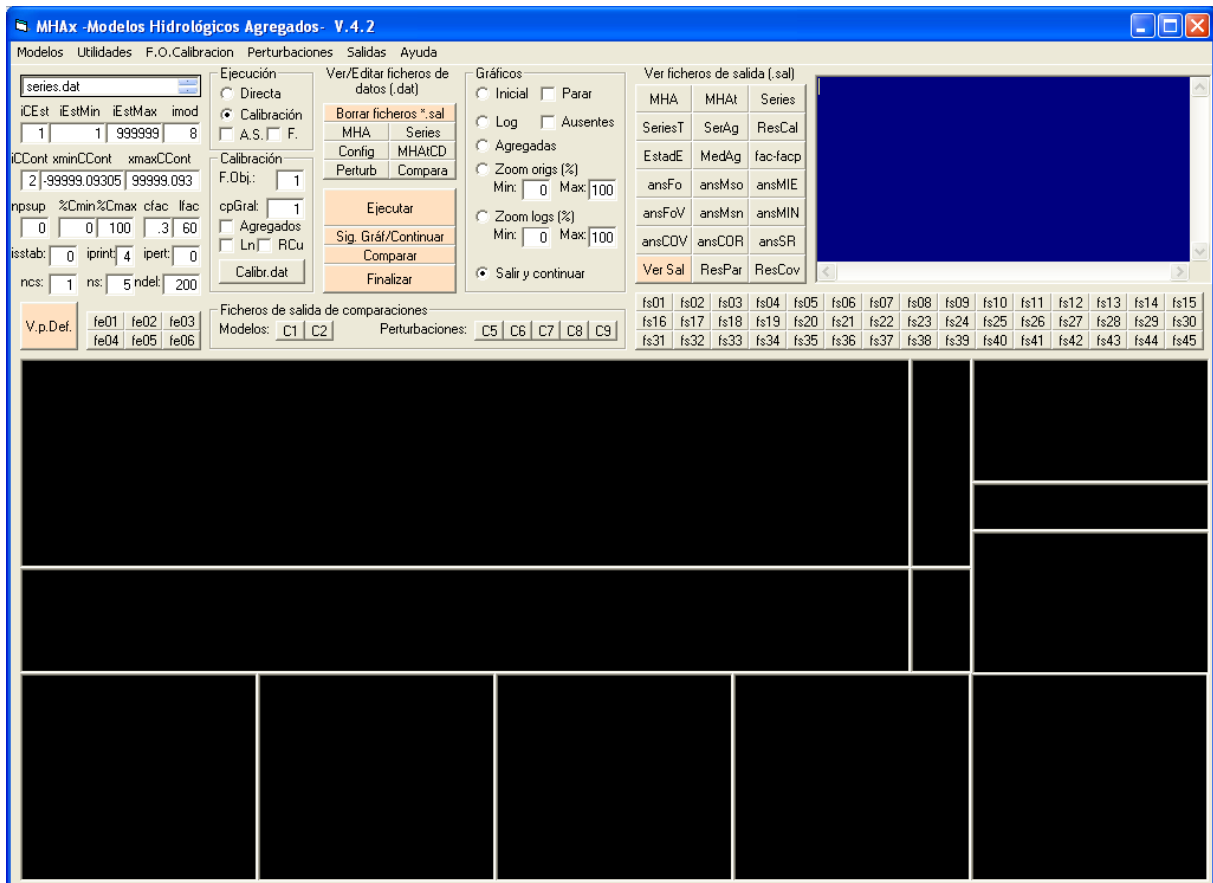 MHAx -Modelos Hidrológicos Agregados- V.4.2
Modelos Utilidades F.O.Calibracion Perturbaciones Salidas Ayuda
series.dat
iCEst iEstMin iEstMax imod
1 1 999999 8
iCCont xminCCont xmaxCCont
2 -99999.09305 99999.093
npsup %Cmin %Cmax cfac lfac
0 0 100 .3 60
isstab: 0 iprint: 4 ipert: 0
ncs: 1 ns: 5 ndel: 200
V.p.Def.
fe01 fe02 fe03
fe04 fe05 fe06
Ejecución
Directa
Calibración
A.S. F.
Calibración
F.Obj.: 1
cpGral: 1
Agregados
Ln RCu
Calibr.dat
Ver/Editar ficheros de
datos (.dat)
Borrar ficheros *.sal
MHA Series
Config MHAtCD
Perturb Compara
Ejecutar
Sig. Gráf/Continuar
Comparar
Finalizar
Gráficos
Inicial Parar
Log Ausentes
Agregadas
Zoom origs (%)
Min: 0 Max: 100
Zoom logs (%)
Min: 0 Max: 100
Salir y continuar
Ficheros de salida de comparaciones
Modelos: C1 C2 Perturbaciones: C5 C6 C7 C8 C9
Ver ficheros de salida (.sal)
MHA MHAt Series
SeriesT SerAg ResCal
EstadE MedAg fac-facp
ansFo ansMso ansMIE
ansFoV ansMsn ansMIN
ansCOV ansCOR ansSR
Ver Sal ResPar ResCov
fs01 fs02 fs03 fs04 fs05 fs06 fs07 fs08 fs09 fs10 fs11 fs12 fs13 fs14 fs15
fs16 fs17 fs18 fs19 fs20 fs21 fs22 fs23 fs24 fs25 fs26 fs27 fs28 fs29 fs30
fs31 fs32 fs33 fs34 fs35 fs36 fs37 fs38 fs39 fs40 fs41 fs42 fs43 fs44 fs45